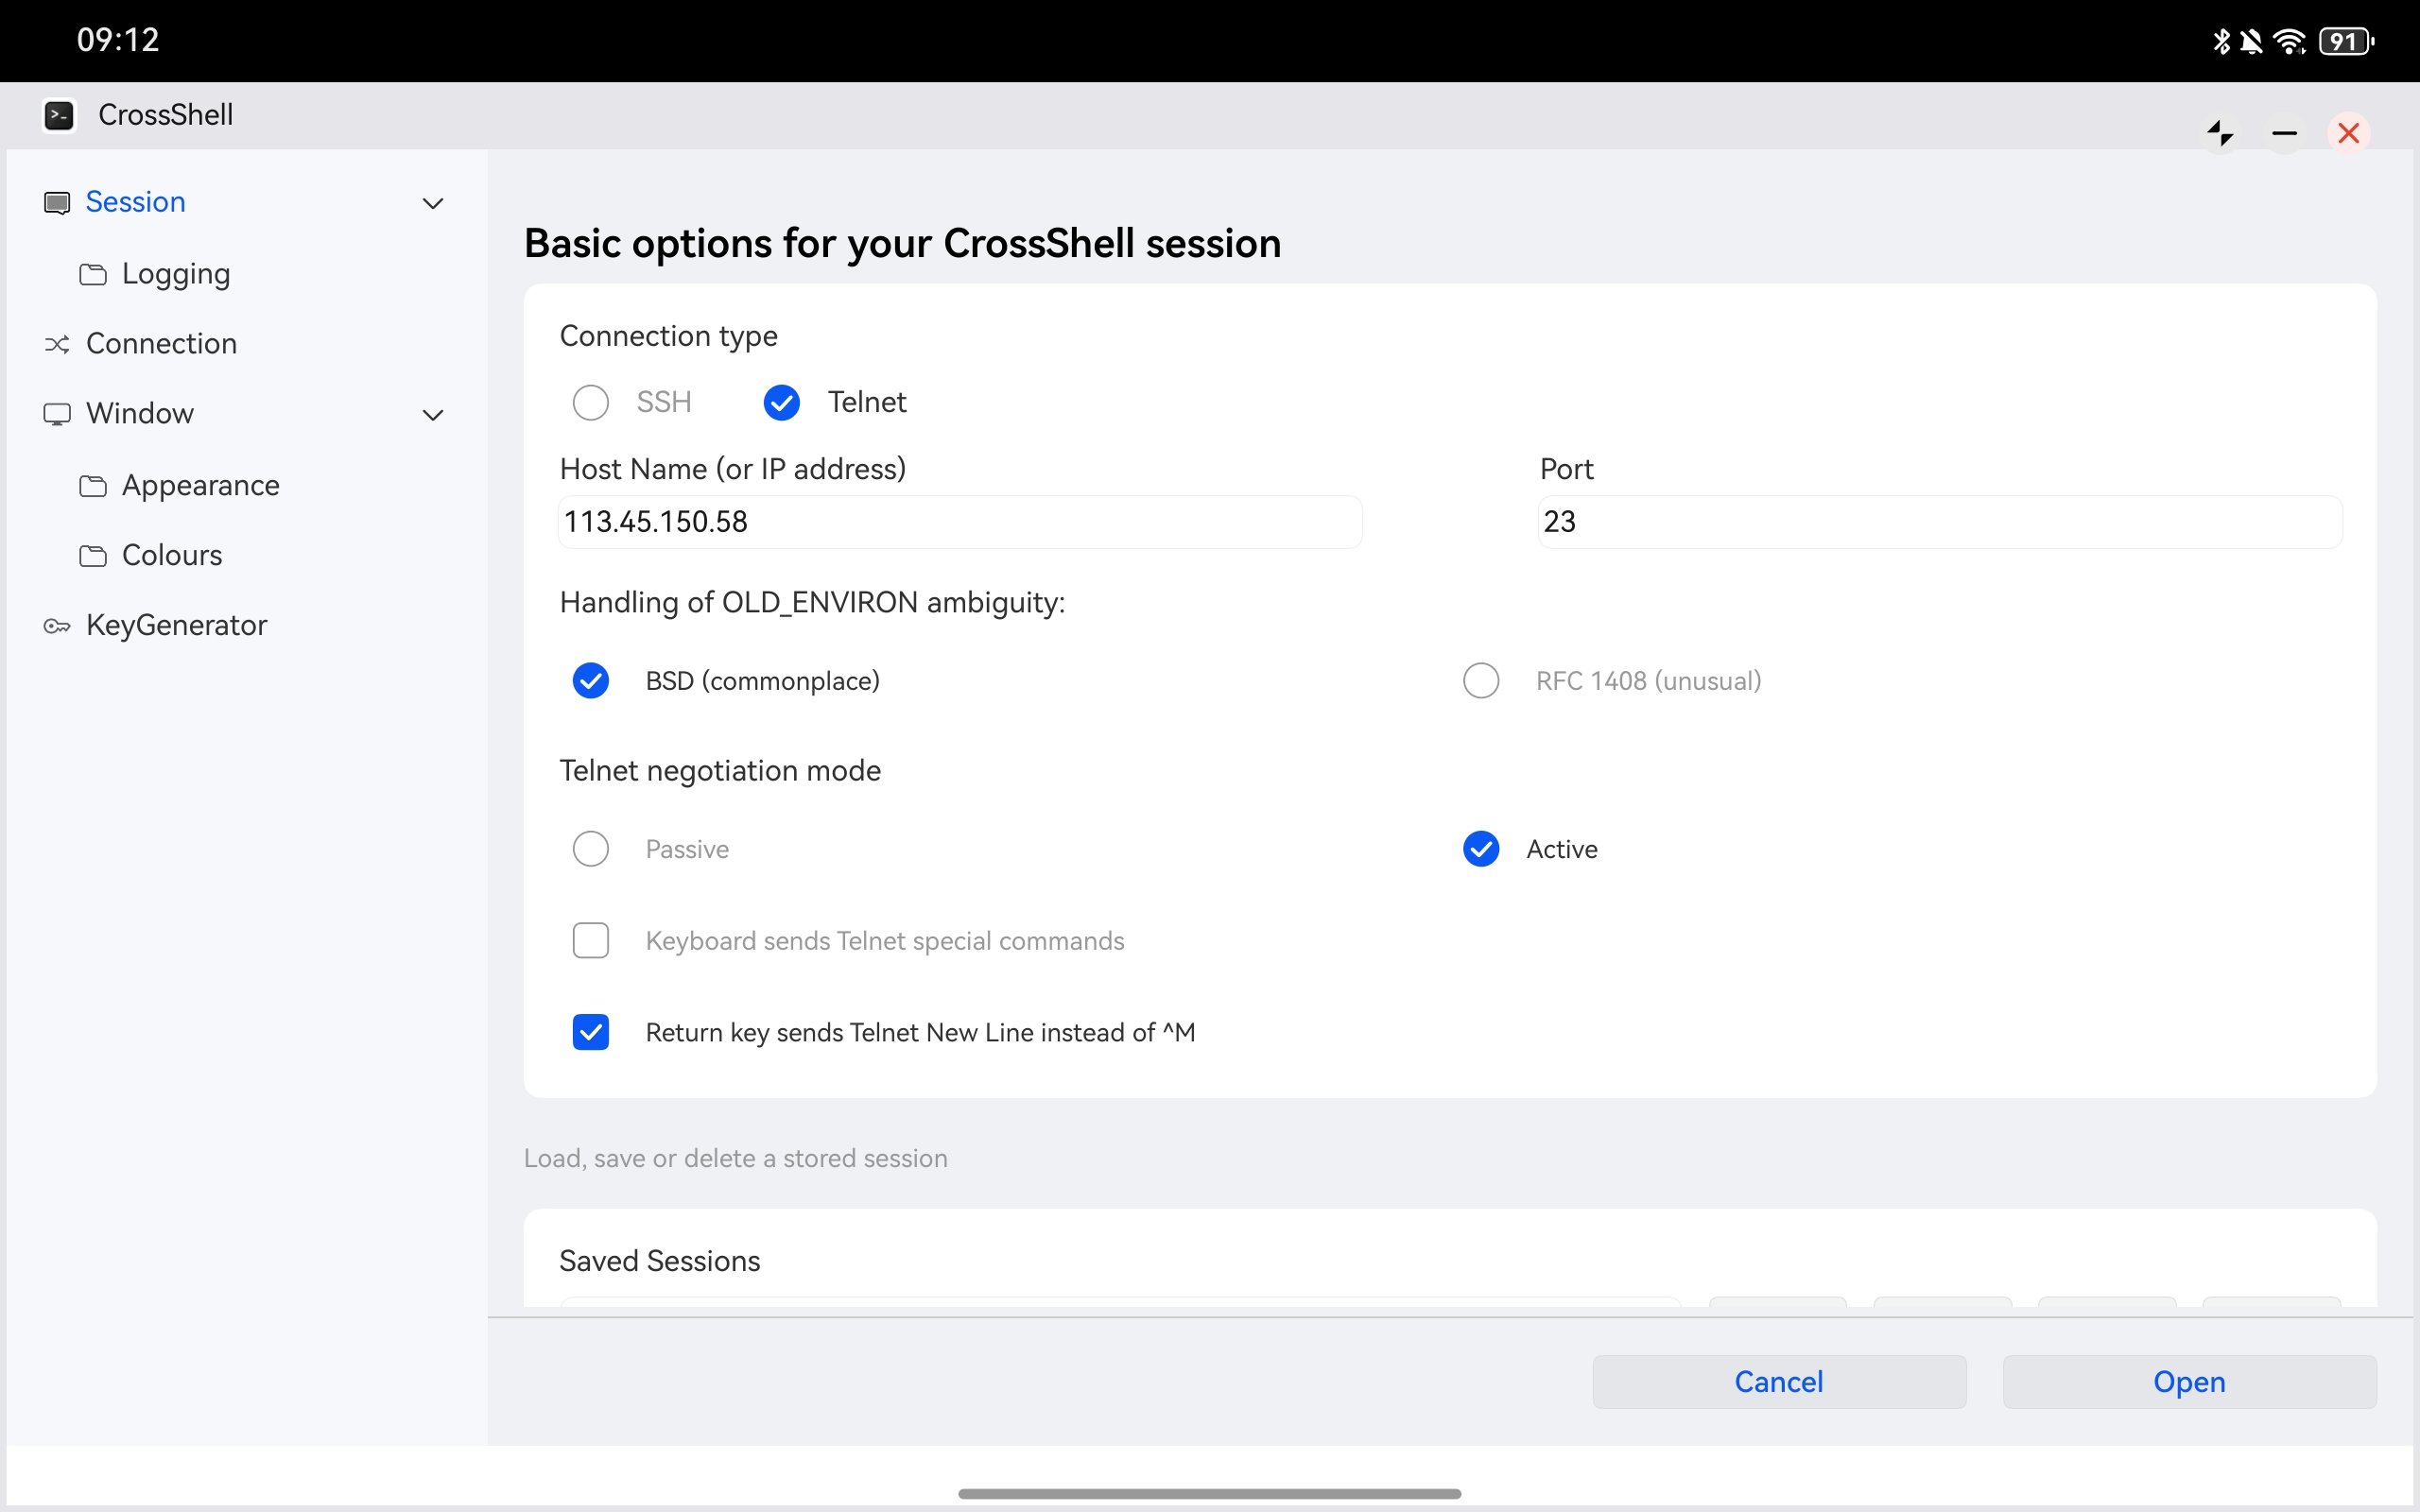 09:12
91
CrossShell
Session
Logging
Connection
Window
Appearance
Colours
KeyGenerator
Basic options for your CrossShell session
Connection type
SSH Telnet
Host Name (or IP address) Port
113.45.150.58 23
Handling of OLD_ENVIRON ambiguity:
BSD (commonplace) RFC 1408 (unusual)
Telnet negotiation mode
Passive Active
Keyboard sends Telnet special commands
Return key sends Telnet New Line instead of ^M
Load, save or delete a stored session
Saved Sessions
Cancel Open